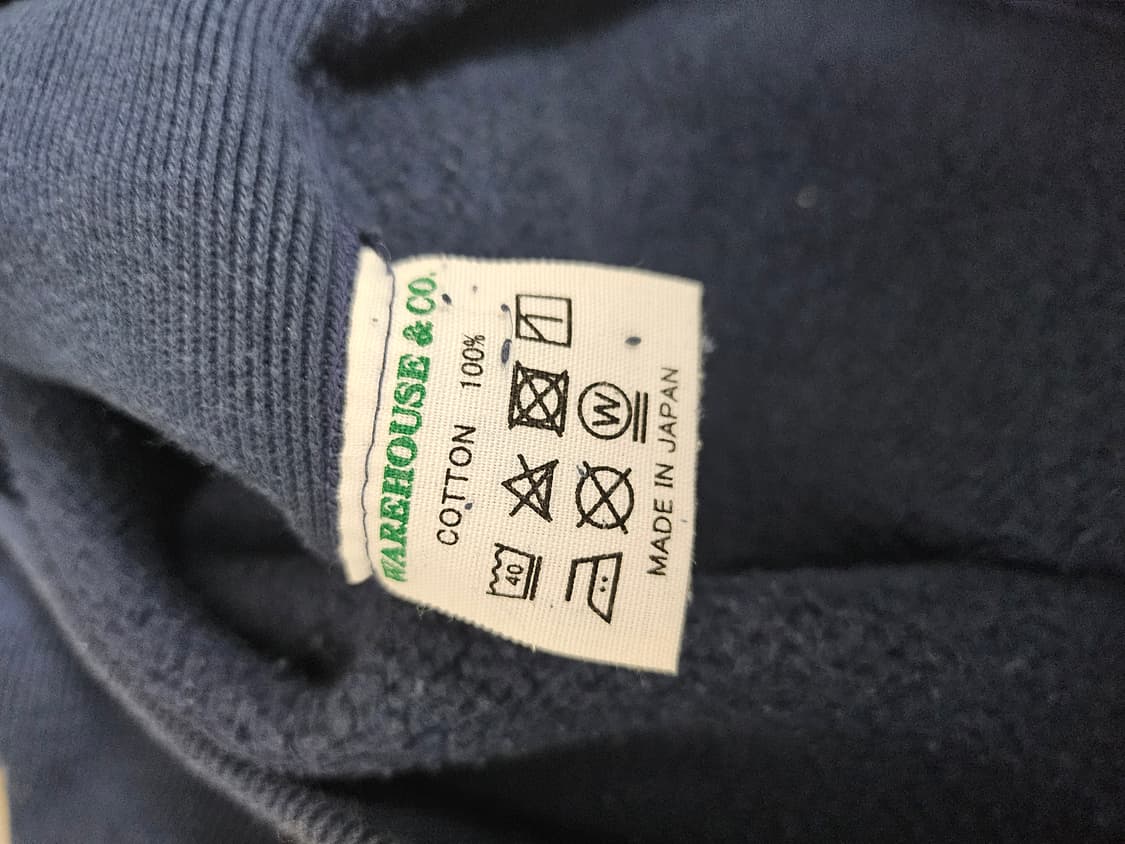 WAREHOUSE & CO.
COTTON 100%
40
W
MADE IN JAPAN